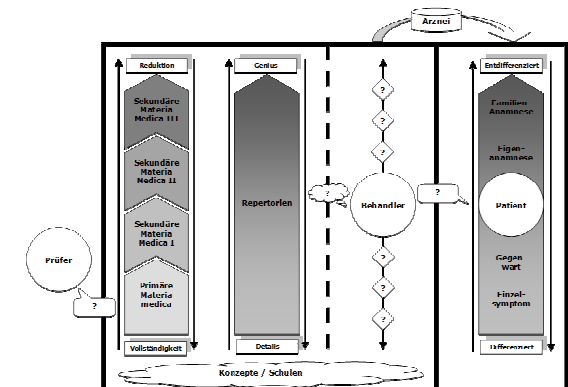 Arznei
Reduktion
Genius
Entdifferenziert
Sekundäre
Materia
Medica III
Familien
Anamnese
?
?
?
Sekundäre
Materia
Medica II
Eigen-
anamnese
?
?
Repertorien
Behandler
Patient
Sekundäre
Materia
Medica I
Prüfer
?
Gegen
wart
Primäre
Materia
medica
?
Einzel-
symptom
?
?
Vollständigkeit
Details
Differenziert
Konzepte / Schulen